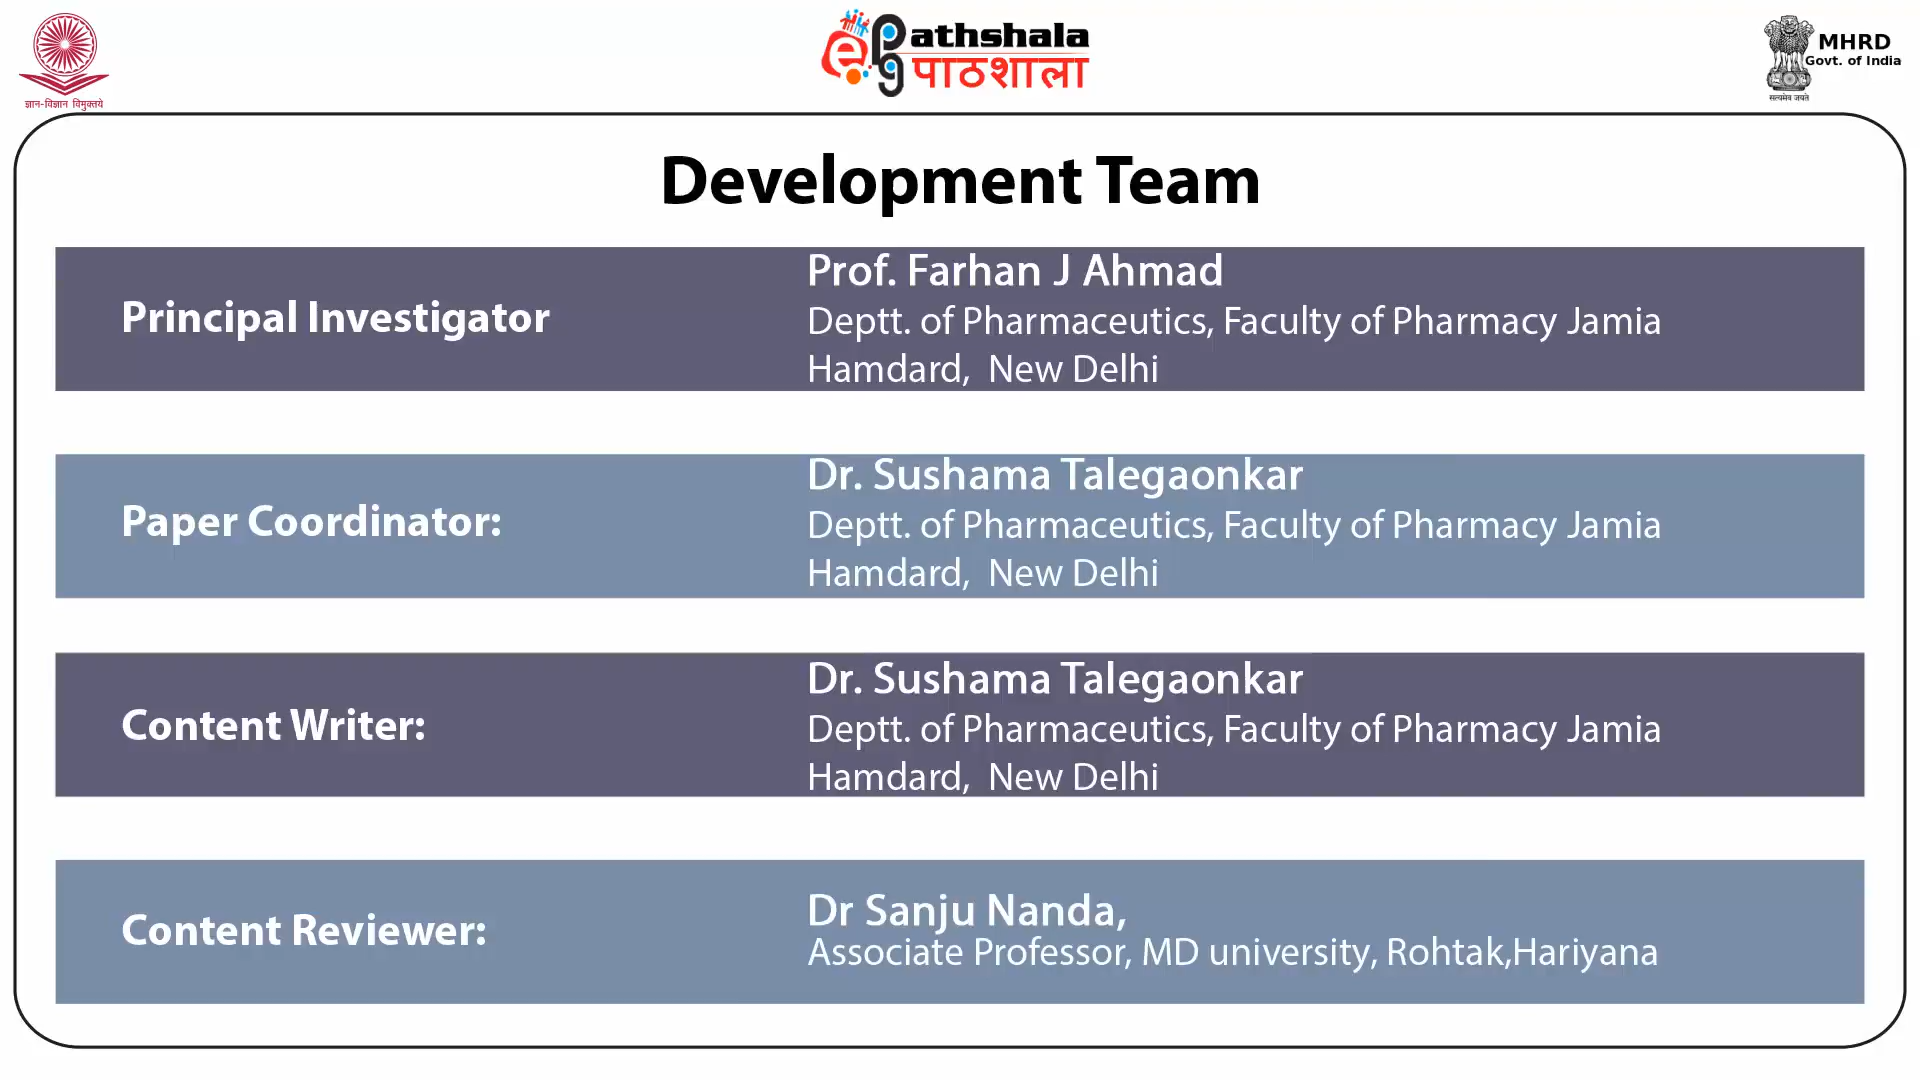 ज्ञान-विज्ञान विमुक्तये
ePathshala
पाठशाला
MHRD
Govt. of India
सत्यमेव जयते
Development Team
Principal Investigator
Prof. Farhan J Ahmad
Deptt. of Pharmaceutics, Faculty of Pharmacy Jamia
Hamdard, New Delhi
Paper Coordinator:
Dr. Sushama Talegaonkar
Deptt. of Pharmaceutics, Faculty of Pharmacy Jamia
Hamdard, New Delhi
Content Writer:
Dr. Sushama Talegaonkar
Deptt. of Pharmaceutics, Faculty of Pharmacy Jamia
Hamdard, New Delhi
Content Reviewer:
Dr Sanju Nanda,
Associate Professor, MD university, Rohtak,Hariyana